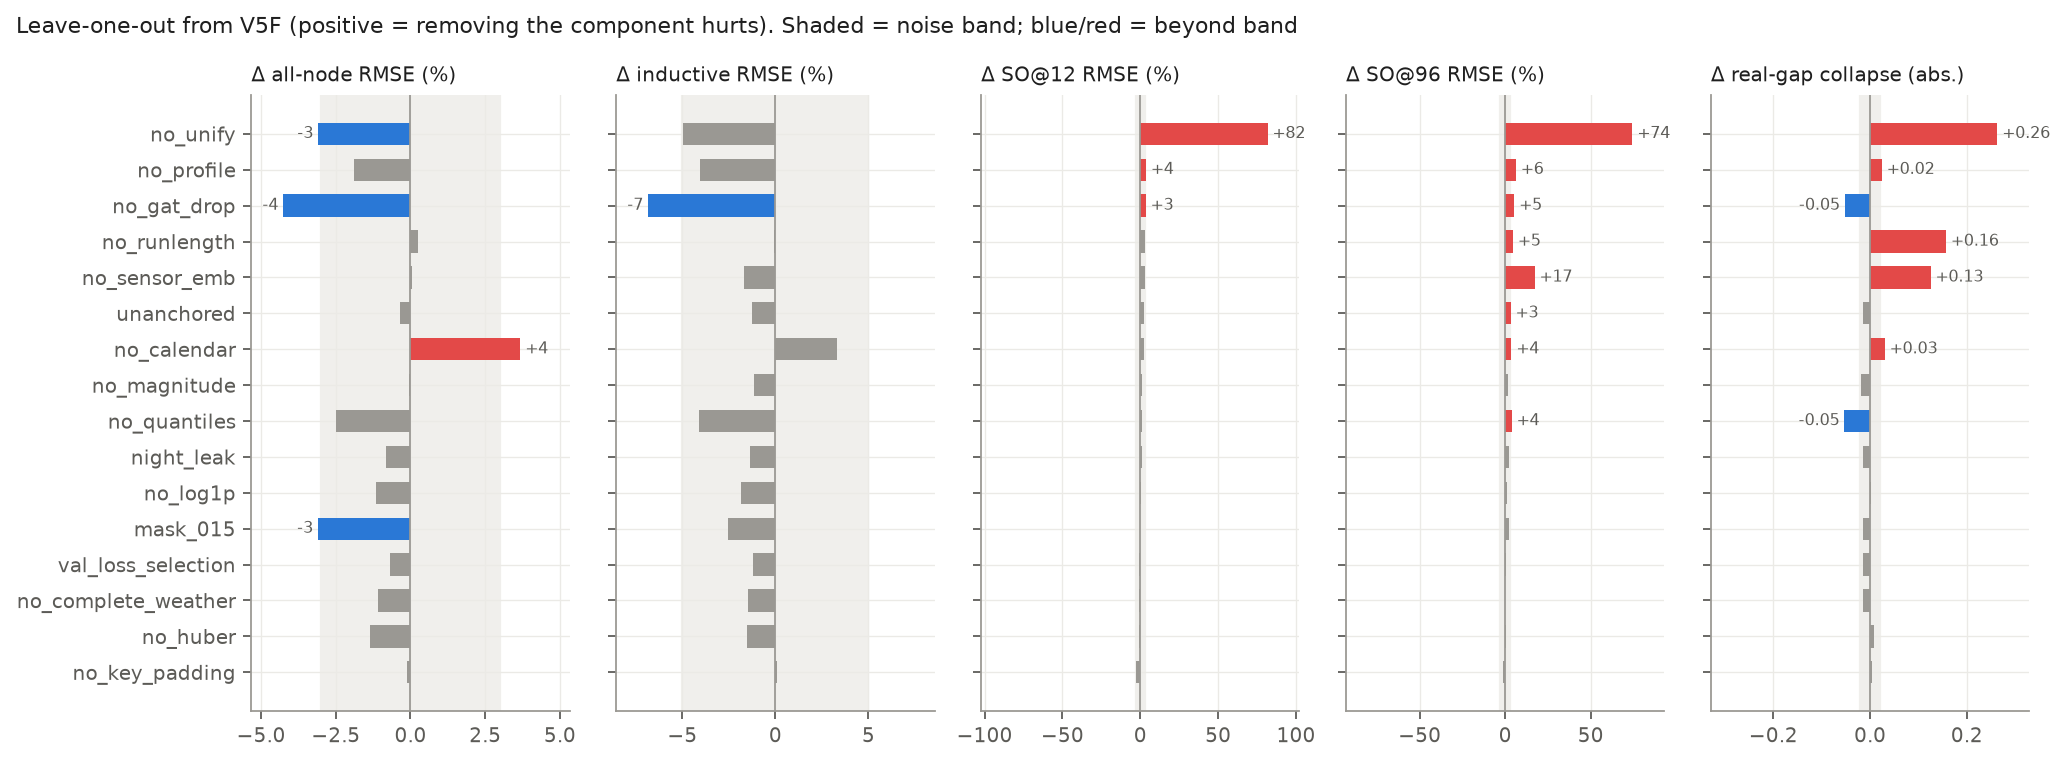 Leave-one-out from V5F (positive = removing the component hurts). Shaded = noise band; blue/red = beyond band
Δ all-node RMSE (%)
Δ inductive RMSE (%)
Δ SO@12 RMSE (%)
Δ SO@96 RMSE (%)
Δ real-gap collapse (abs.)
no_unify -3 +82 +74 +0.26
no_profile +4 +6 +0.02
no_gat_drop -4 -7 +3 +5 -0.05
no_runlength +5 +0.16
no_sensor_emb +17 +0.13
unanchored +3
no_calendar +4 +4 +0.03
no_magnitude
no_quantiles +4 -0.05
night_leak
no_log1p
mask_015 -3
val_loss_selection
no_complete_weather
no_huber
no_key_padding
−5.0 −2.5 0.0 2.5 5.0
−5 0 5
−100 −50 0 50 100
−50 0 50
−0.2 0.0 0.2